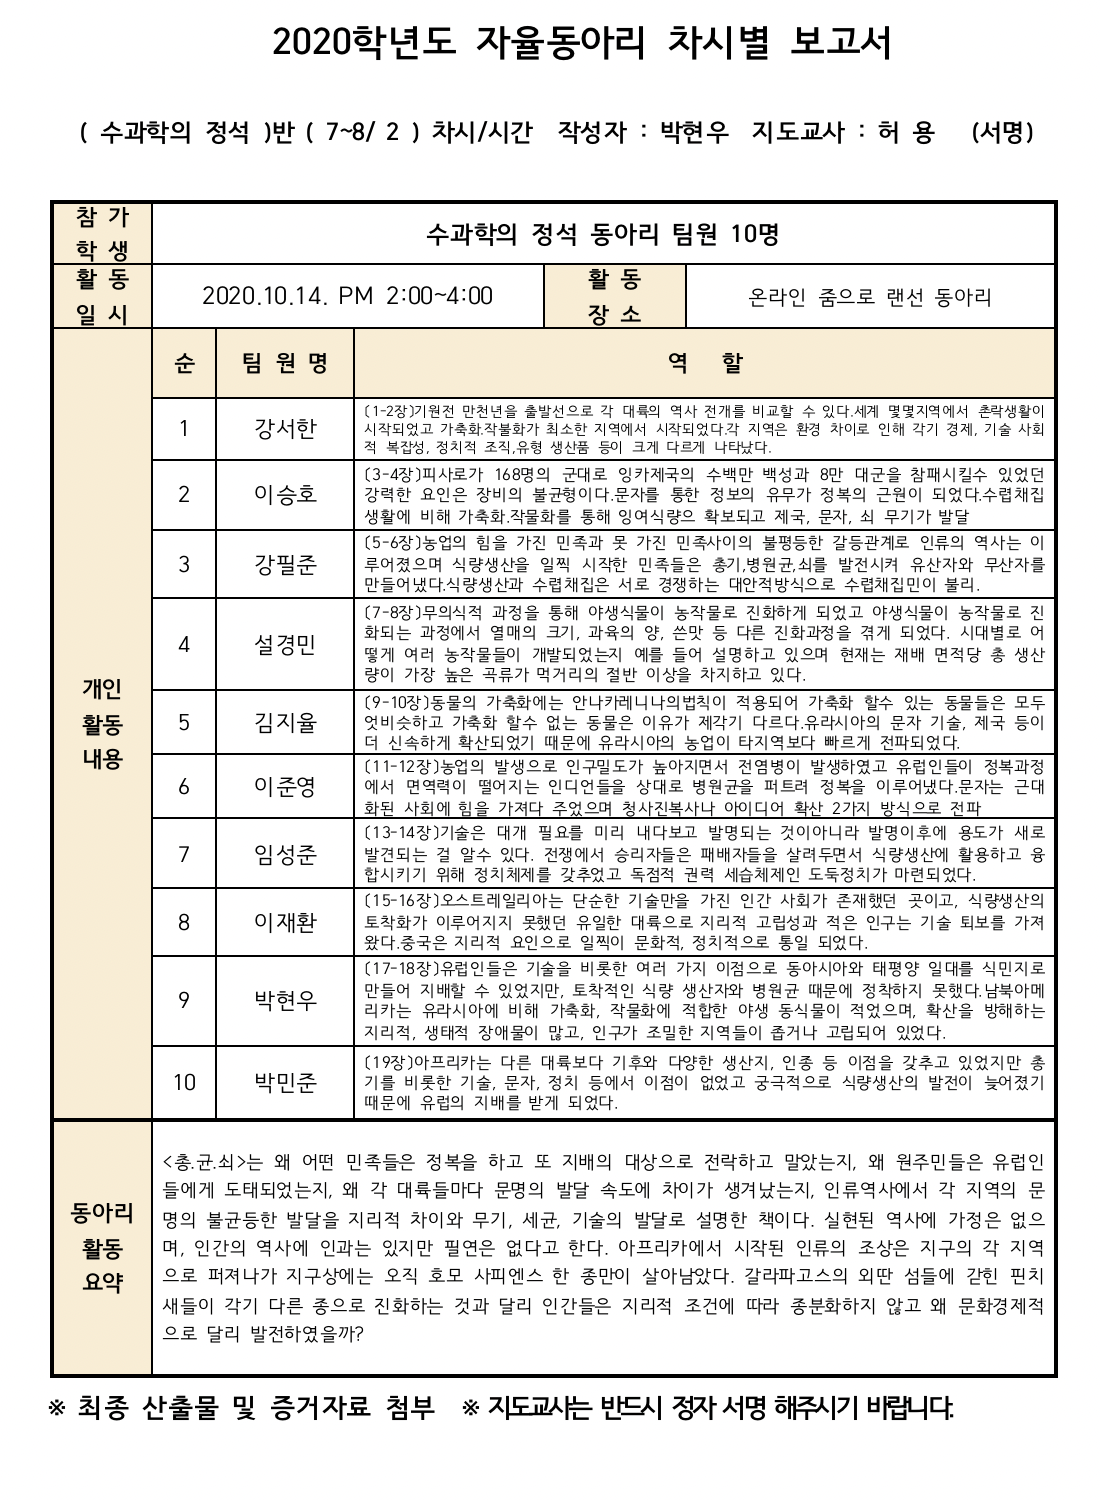 2020학년도 자율동아리 차시별 보고서
( 수과학의 정석 )반 ( 7~8/ 2 ) 차시/시간 작성자 : 박현우 지도교사 : 허 용 (서명)
참 가
학 생
수과학의 정석 동아리 팀원 10명
활 동
일 시
2020.10.14. PM 2:00~4:00
활 동
장 소
온라인 줌으로 랜선 동아리
개인
활동
내용
순 팀 원 명 역 할
1 강서한
(1-2장)기원전 만천년을 출발선으로 각 대륙의 역사 전개를 비교할 수 있다.세계 몇몇지역에서 촌락생활이
시작되었고 가축화.작불화가 최소한 지역에서 시작되었다.각 지역은 환경 차이로 인해 각기 경제, 기술 사회
적 복잡성, 정치적 조직,유형 생산품 등이 크게 다르게 나타났다.
2 이승호
(3-4장)피사로가 168명의 군대로 잉카제국의 수백만 백성과 8만 대군을 참패시킬수 있었던
강력한 요인은 장비의 불균형이다.문자를 통한 정보의 유무가 정복의 근원이 되었다.수렵채집
생활에 비해 가축화.작물화를 통해 잉여식량으 확보되고 제국, 문자, 쇠 무기가 발달
3 강필준
(5-6장)농업의 힘을 가진 민족과 못 가진 민족사이의 불평등한 갈등관계로 인류의 역사는 이
루어졌으며 식량생산을 일찍 시작한 민족들은 총기,병원균,쇠를 발전시켜 유산자와 무산자를
만들어냈다.식량생산과 수렵채집은 서로 경쟁하는 대안적방식으로 수렵채집민이 불리.
4 설경민
(7-8장)무의식적 과정을 통해 야생식물이 농작물로 진화하게 되었고 야생식물이 농작물로 진
화되는 과정에서 열매의 크기, 과육의 양, 쓴맛 등 다른 진화과정을 겪게 되었다. 시대별로 어
떻게 여러 농작물들이 개발되었는지 예를 들어 설명하고 있으며 현재는 재배 면적당 총 생산
량이 가장 높은 곡류가 먹거리의 절반 이상을 차지하고 있다.
5 김지율
(9-10장)동물의 가축화에는 안나카레니나의법칙이 적용되어 가축화 할수 있는 동물들은 모두
엇비슷하고 가축화 할수 없는 동물은 이유가 제각기 다르다.유라시아의 문자 기술, 제국 등이
더 신속하게 확산되었기 때문에 유라시아의 농업이 타지역보다 빠르게 전파되었다.
6 이준영
(11-12장)농업의 발생으로 인구밀도가 높아지면서 전염병이 발생하였고 유럽인들이 정복과정
에서 면역력이 떨어지는 인디언들을 상대로 병원균을 퍼트려 정복을 이루어냈다.문자는 근대
화된 사회에 힘을 가져다 주었으며 청사진복사나 아이디어 확산 2가지 방식으로 전파
7 임성준
(13-14장)기술은 대개 필요를 미리 내다보고 발명되는 것이아니라 발명이후에 용도가 새로
발견되는 걸 알수 있다. 전쟁에서 승리자들은 패배자들을 살려두면서 식량생산에 활용하고 융
합시키기 위해 정치체제를 갖추었고 독점적 권력 세습체제인 도둑정치가 마련되었다.
8 이재환
(15-16장)오스트레일리아는 단순한 기술만을 가진 인간 사회가 존재했던 곳이고, 식량생산의
토착화가 이루어지지 못했던 유일한 대륙으로 지리적 고립성과 적은 인구는 기술 퇴보를 가져
왔다.중국은 지리적 요인으로 일찍이 문화적, 정치적으로 통일 되었다.
9 박현우
(17-18장)유럽인들은 기술을 비롯한 여러 가지 이점으로 동아시아와 태평양 일대를 식민지로
만들어 지배할 수 있었지만, 토착적인 식량 생산자와 병원균 때문에 정착하지 못했다.남북아메
리카는 유라시아에 비해 가축화, 작물화에 적합한 야생 동식물이 적었으며, 확산을 방해하는
지리적, 생태적 장애물이 많고, 인구가 조밀한 지역들이 좁거나 고립되어 있었다.
10 박민준
(19장)아프리카는 다른 대륙보다 기후와 다양한 생산지, 인종 등 이점을 갖추고 있었지만 총
기를 비롯한 기술, 문자, 정치 등에서 이점이 없었고 궁극적으로 식량생산의 발전이 늦어졌기
때문에 유럽의 지배를 받게 되었다.
동아리
활동
요약
<총.균.쇠>는 왜 어떤 민족들은 정복을 하고 또 지배의 대상으로 전락하고 말았는지, 왜 원주민들은 유럽인
들에게 도태되었는지, 왜 각 대륙들마다 문명의 발달 속도에 차이가 생겨났는지, 인류역사에서 각 지역의 문
명의 불균등한 발달을 지리적 차이와 무기, 세균, 기술의 발달로 설명한 책이다. 실현된 역사에 가정은 없으
며, 인간의 역사에 인과는 있지만 필연은 없다고 한다. 아프리카에서 시작된 인류의 조상은 지구의 각 지역
으로 퍼져나가 지구상에는 오직 호모 사피엔스 한 종만이 살아남았다. 갈라파고스의 외딴 섬들에 갇힌 핀치
새들이 각기 다른 종으로 진화하는 것과 달리 인간들은 지리적 조건에 따라 종분화하지 않고 왜 문화경제적
으로 달리 발전하였을까?
※ 최종 산출물 및 증거자료 첨부 ※ 지도교사는 반드시 정자 서명 해주시기 바랍니다.